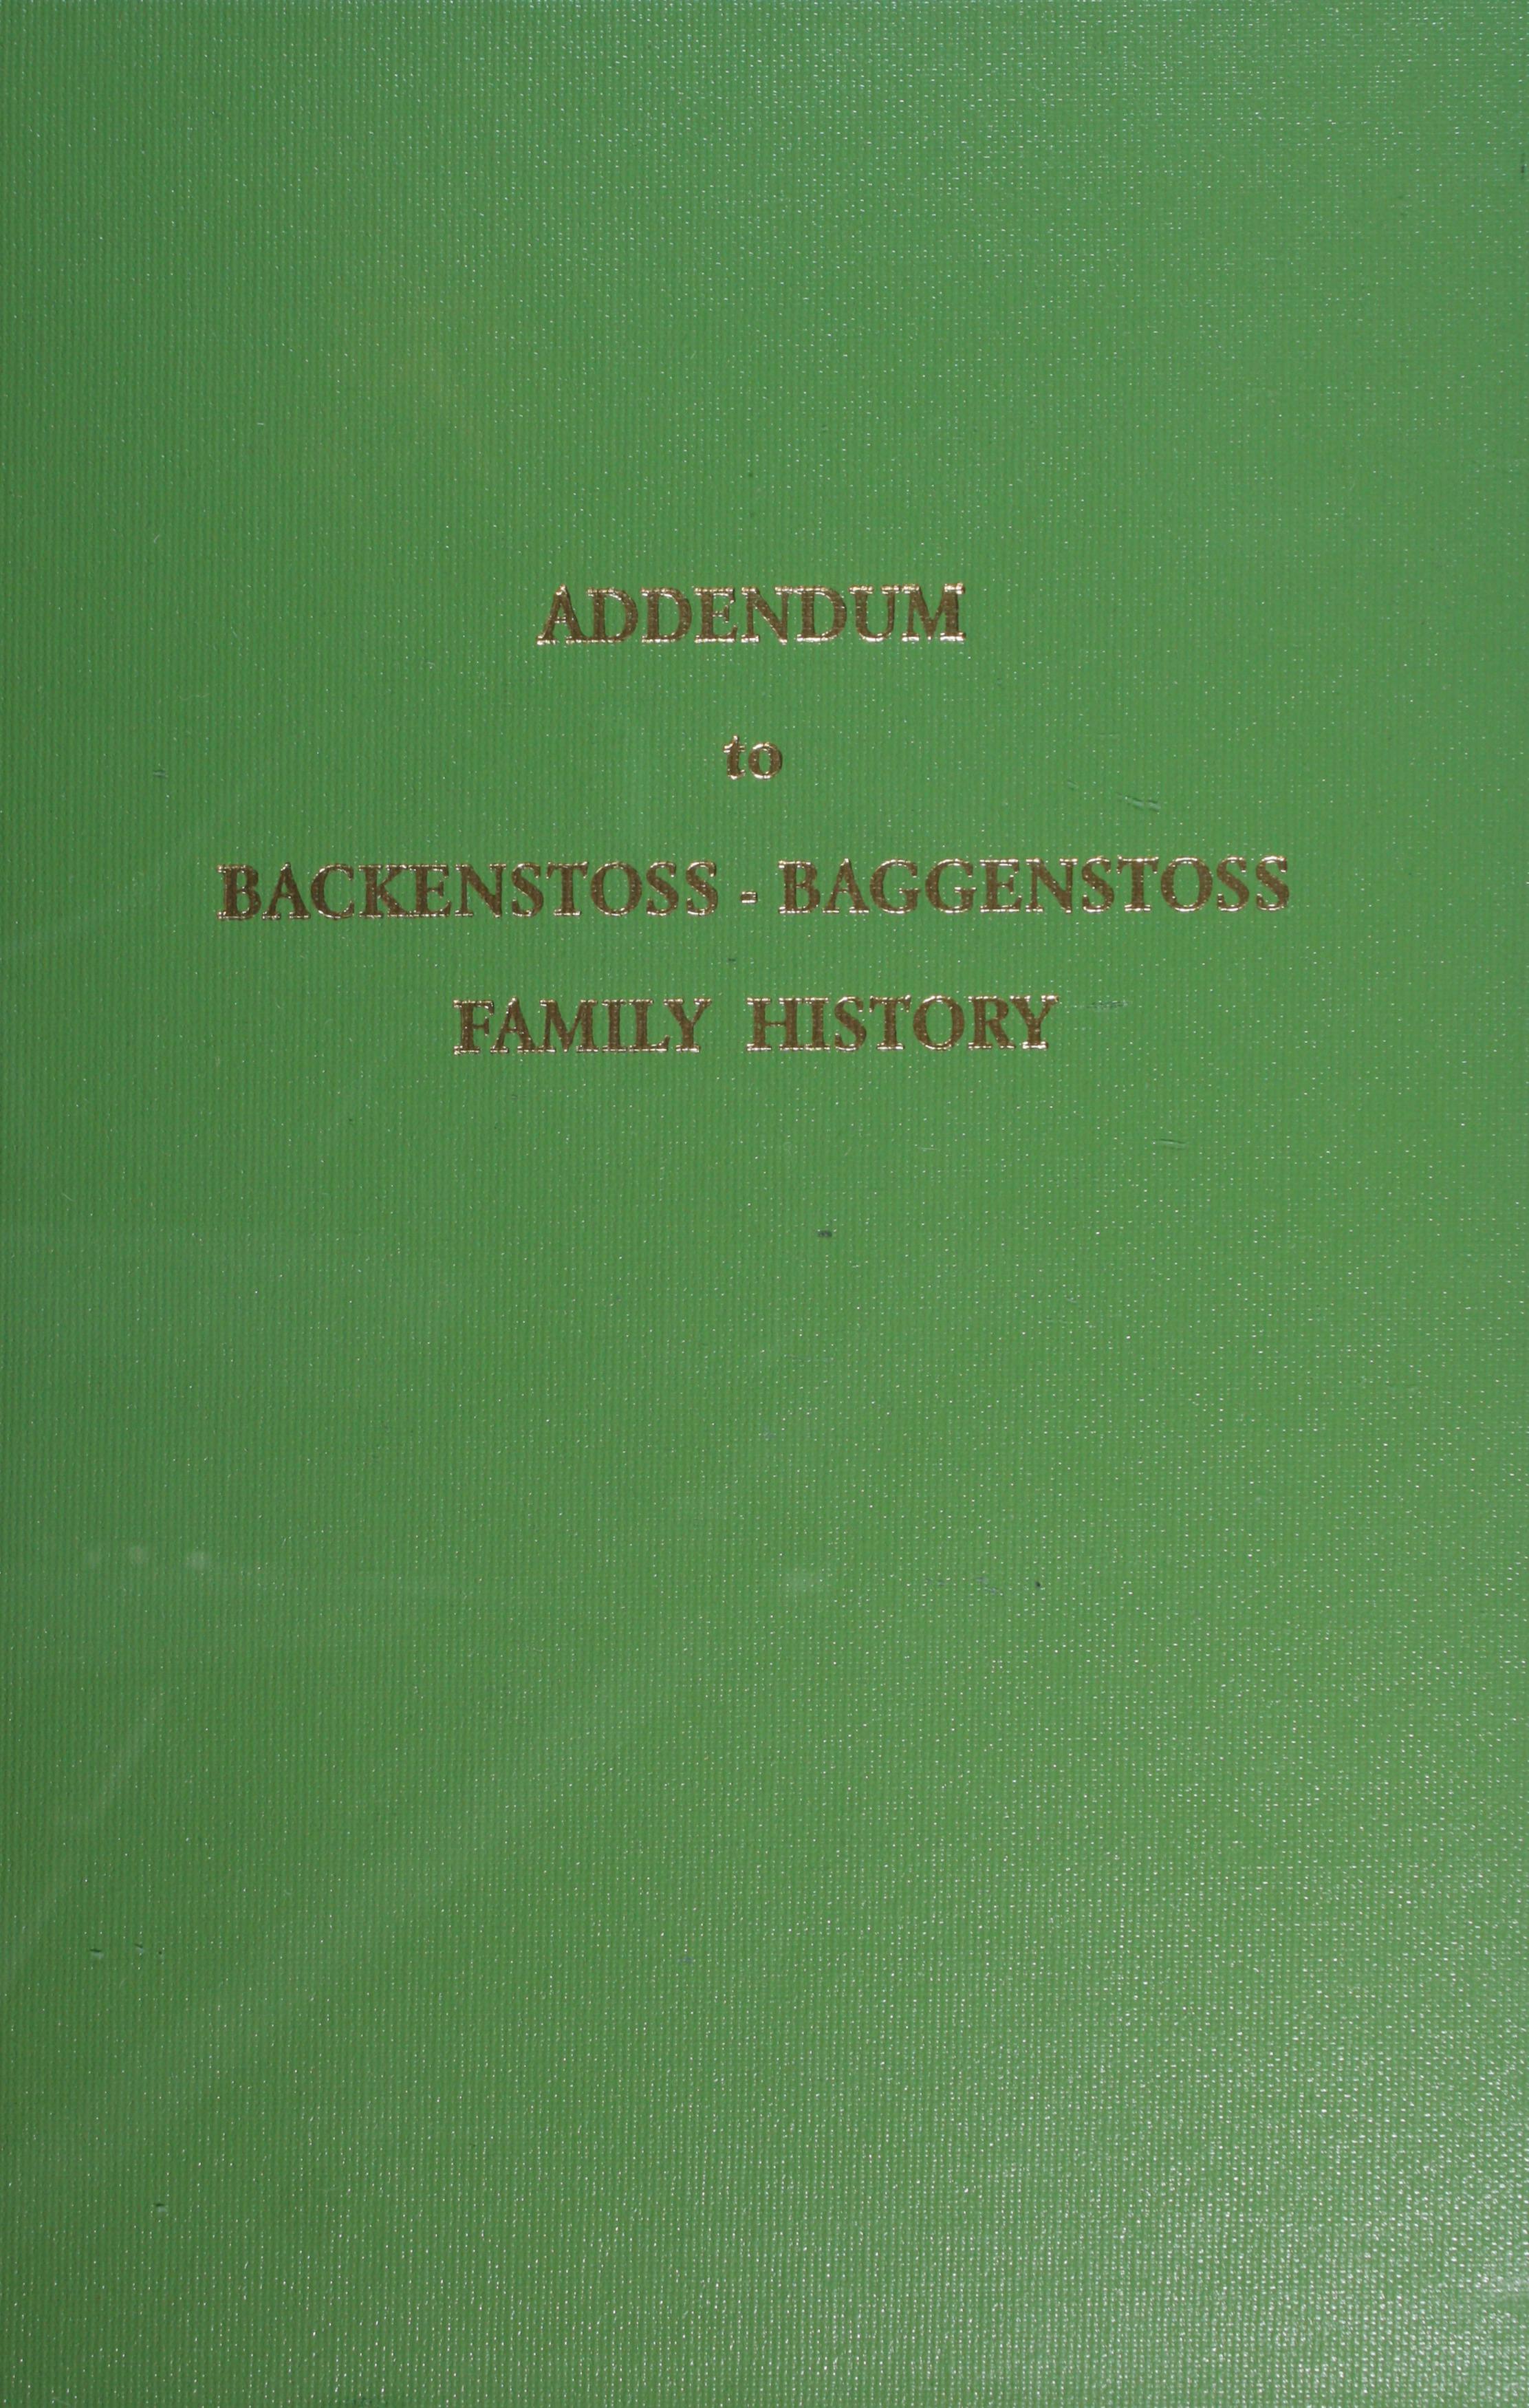 ADDENDUM
to
BACKENSTOSS - BAGGENSTOSS
FAMILY HISTORY